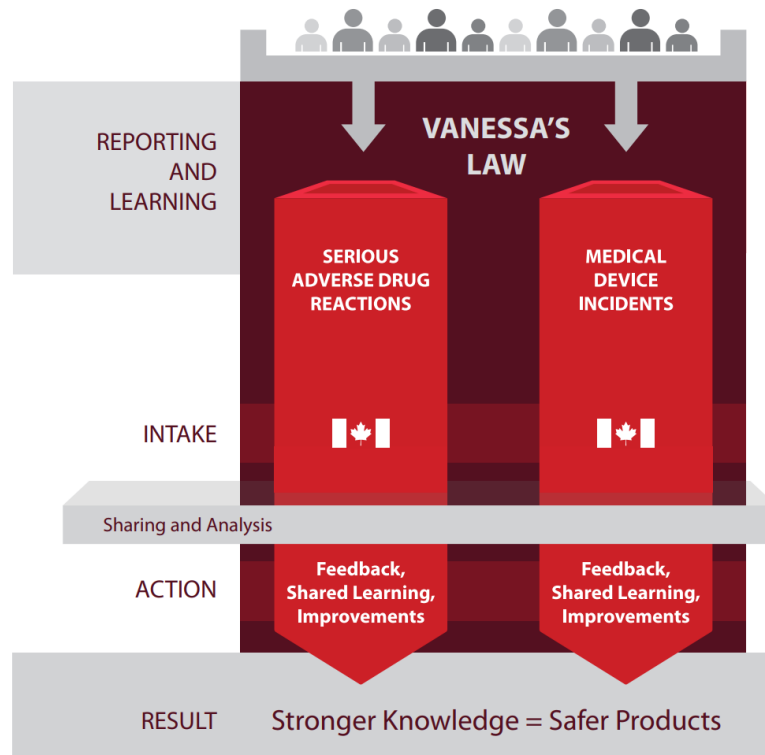 REPORTING
AND
LEARNING
VANESSA'S
LAW
SERIOUS
ADVERSE DRUG
REACTIONS
MEDICAL
DEVICE
INCIDENTS
INTAKE
Sharing and Analysis
ACTION
Feedback,
Shared Learning,
Improvements
Feedback,
Shared Learning,
Improvements
RESULT
Stronger Knowledge = Safer Products